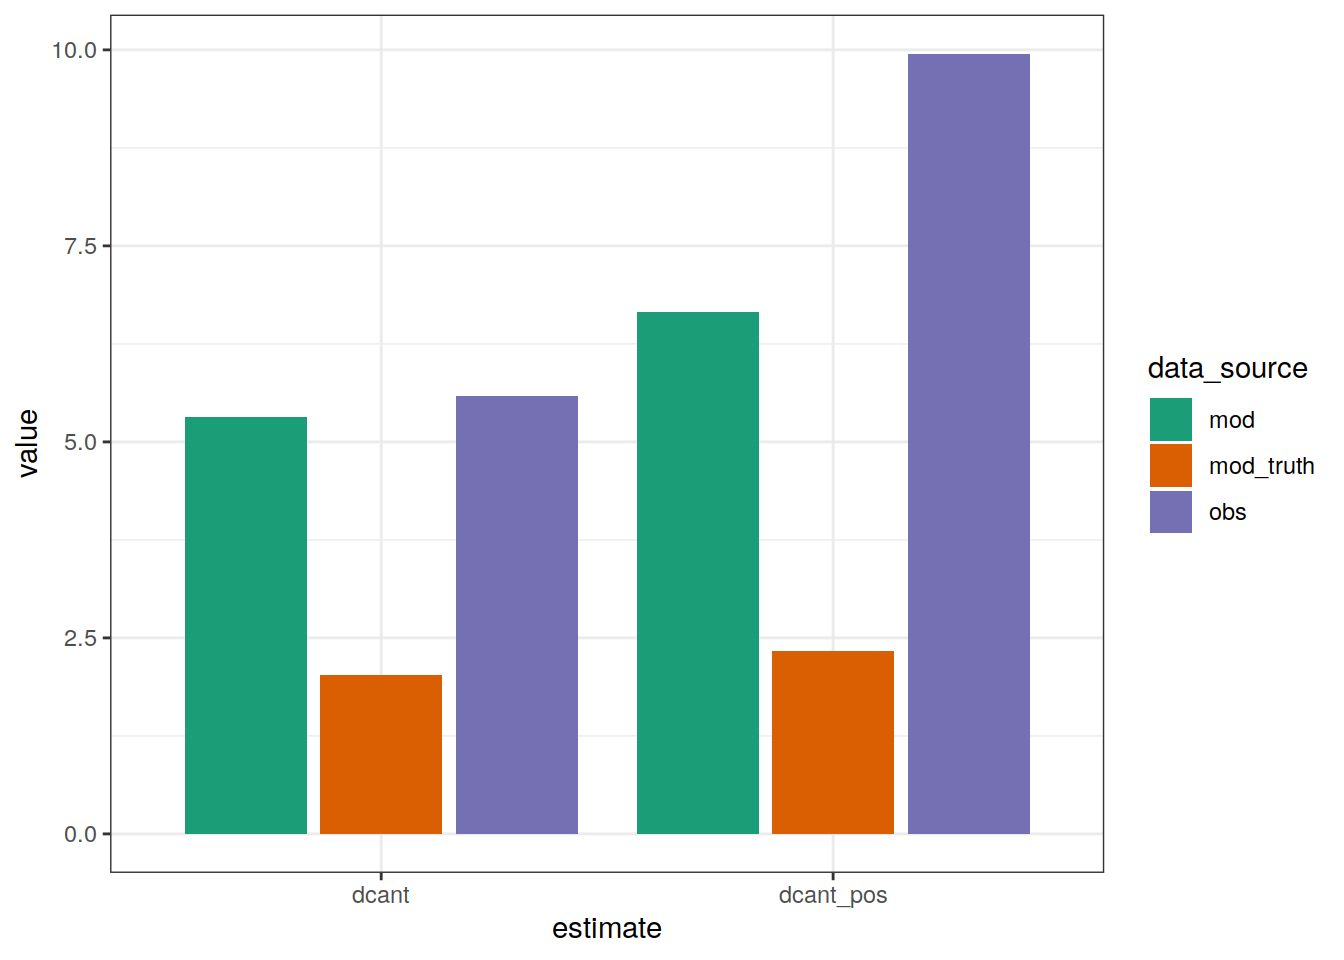 10.0
7.5
5.0
2.5
0.0
value
dcant
dcant_pos
estimate
data_source
mod
mod_truth
obs